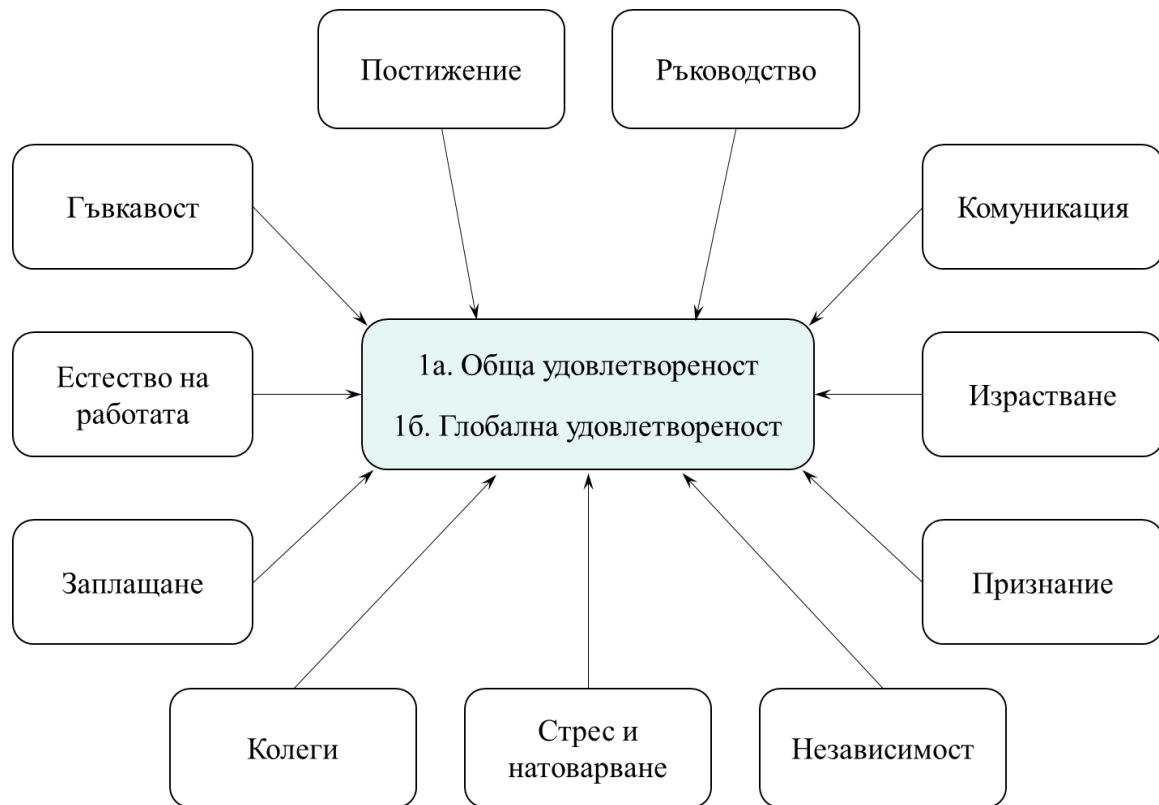 Постижение
Ръководство
Гъвкавост
Комуникация
1а. Обща удовлетвореност
1б. Глобална удовлетвореност
Естество на
работата
Израстване
Заплащане
Признание
Колеги
Стрес и
натоварване
Независимост